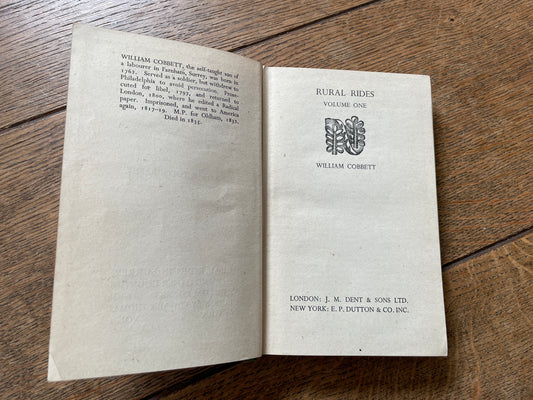 WILLIAM COBBETT, the self-taught son of
a labourer in Farnham, Surrey, was born in
1762. Served as a soldier, but withdrew to
Philadelphia to avoid persecution. Prose-
cuted for libel, 1797, and returned to
London, 1800, where he edited a Radical
paper. Imprisoned, and went to America
again, 1817-19. M.P. for Oldham, 1832.
Died in 1835.
RURAL RIDES
VOLUME ONE
WILLIAM COBBETT
LONDON: J. M. DENT & SONS LTD.
NEW YORK: E. P. DUTTON & CO. INC.